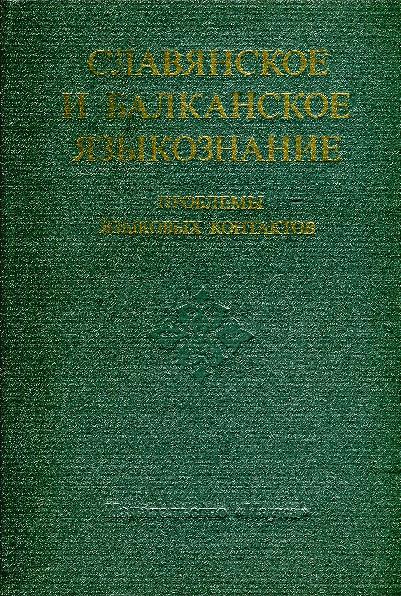 СЛАВЯНСКОЕ
И БАЛКАНСКОЕ
ЯЗЫКОЗНАНИЕ
ПРОБЛЕМЫ
ЯЗЫКОВЫХ КОНТАКТОВ
Издательство «Наука»